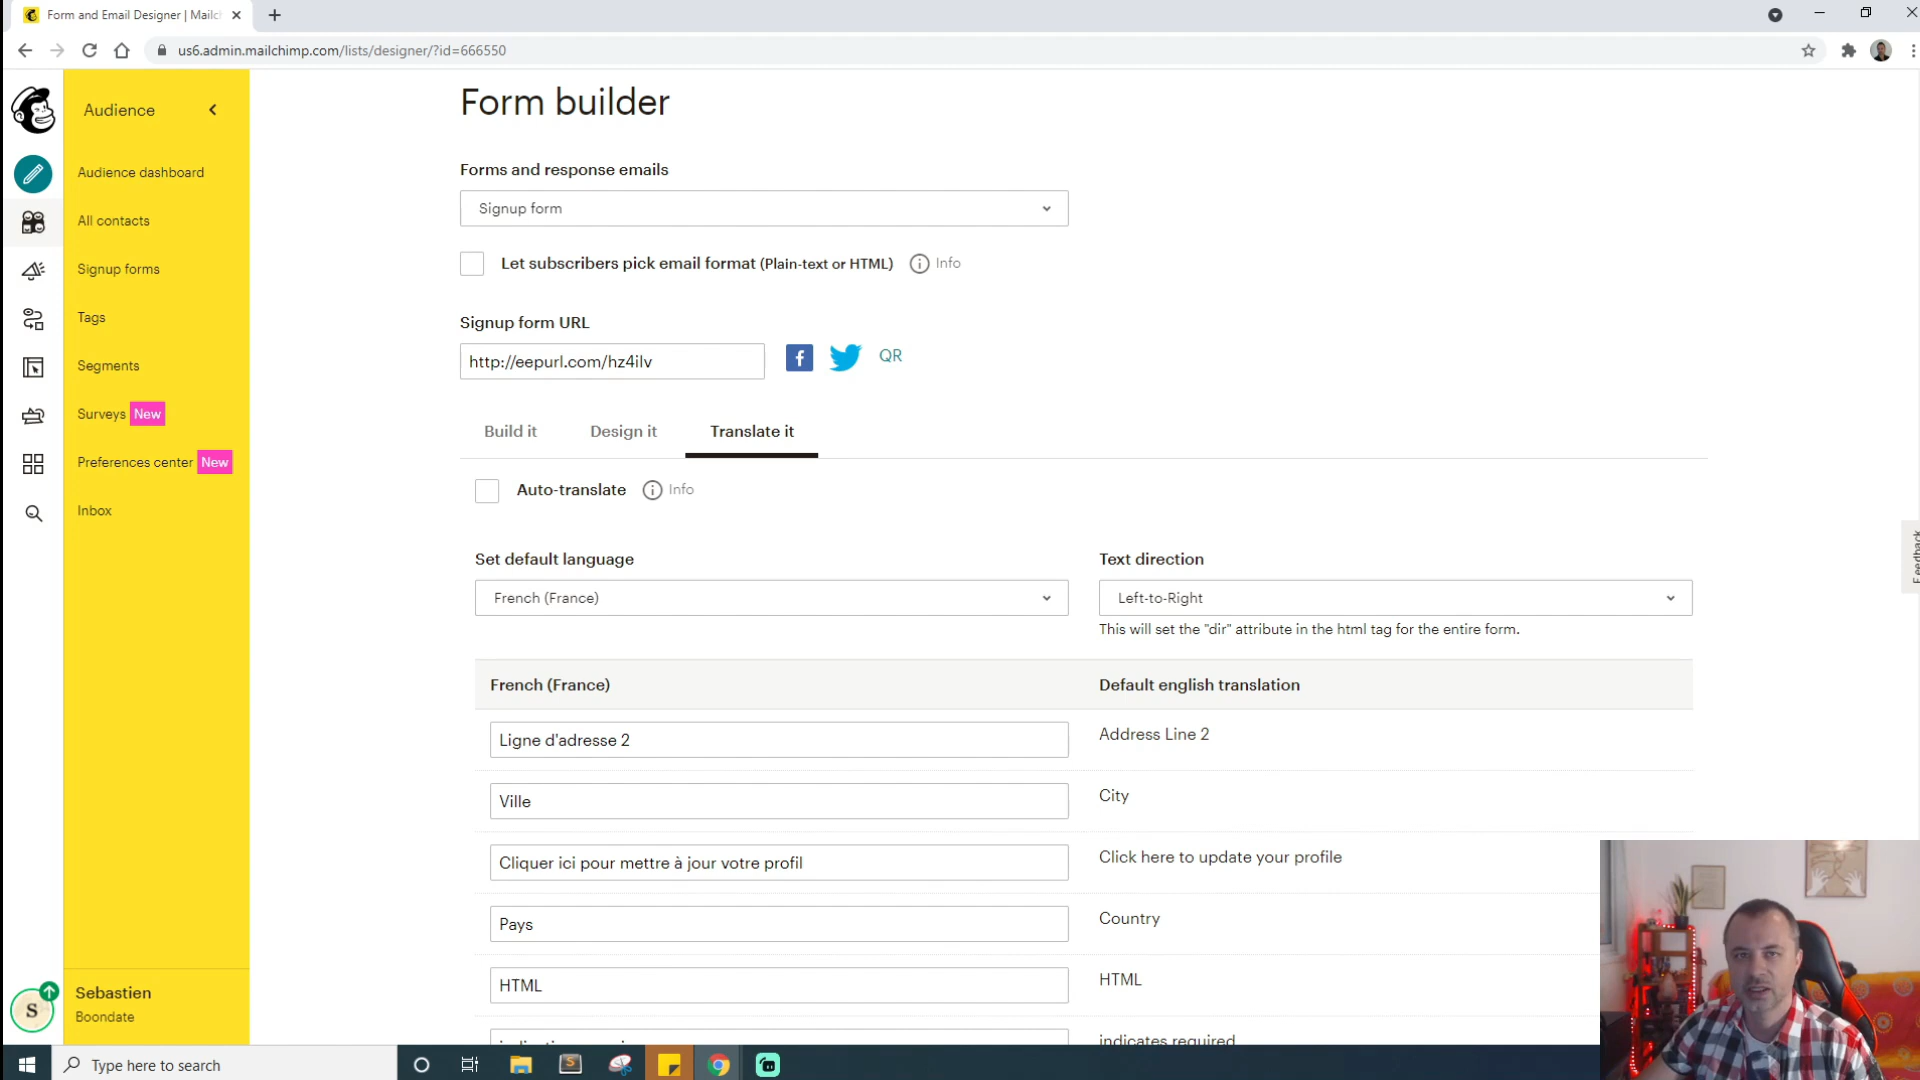 Form and Email Designer | Mailc
us6.admin.mailchimp.com/lists/designer/?id=666550
Audience
Audience dashboard
All contacts
Signup forms
Tags
Segments
Surveys New
Preferences center New
Inbox
Sebastien
Boondate
S
Form builder
Forms and response emails
Signup form
Let subscribers pick email format (Plain-text or HTML) Info
Signup form URL
http://eepurl.com/hz4ilv
QR
Build it Design it Translate it
Auto-translate Info
Set default language Text direction
French (France) Left-to-Right
This will set the "dir" attribute in the html tag for the entire form.
French (France) Default english translation
Ligne d'adresse 2 Address Line 2
Ville City
Cliquer ici pour mettre à jour votre profil Click here to update your profile
Pays Country
HTML HTML
indicates required
Feedback
Type here to search